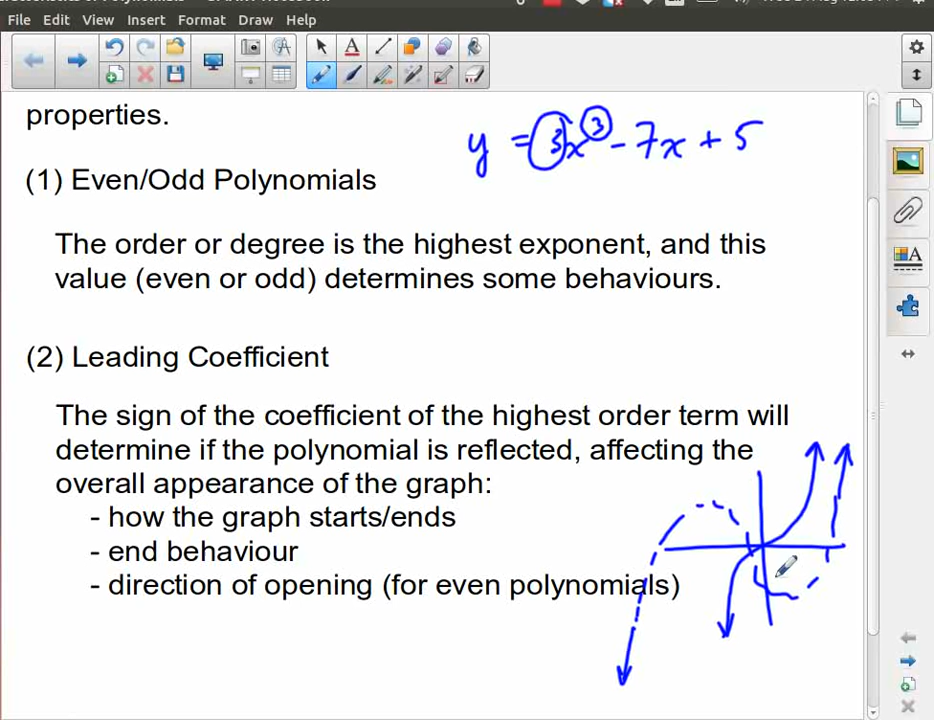 File Edit View Insert Format Draw Help
properties.
y = 3x³ - 7x + 5
(1) Even/Odd Polynomials
The order or degree is the highest exponent, and this
value (even or odd) determines some behaviours.
(2) Leading Coefficient
The sign of the coefficient of the highest order term will
determine if the polynomial is reflected, affecting the
overall appearance of the graph:
- how the graph starts/ends
- end behaviour
- direction of opening (for even polynomials)